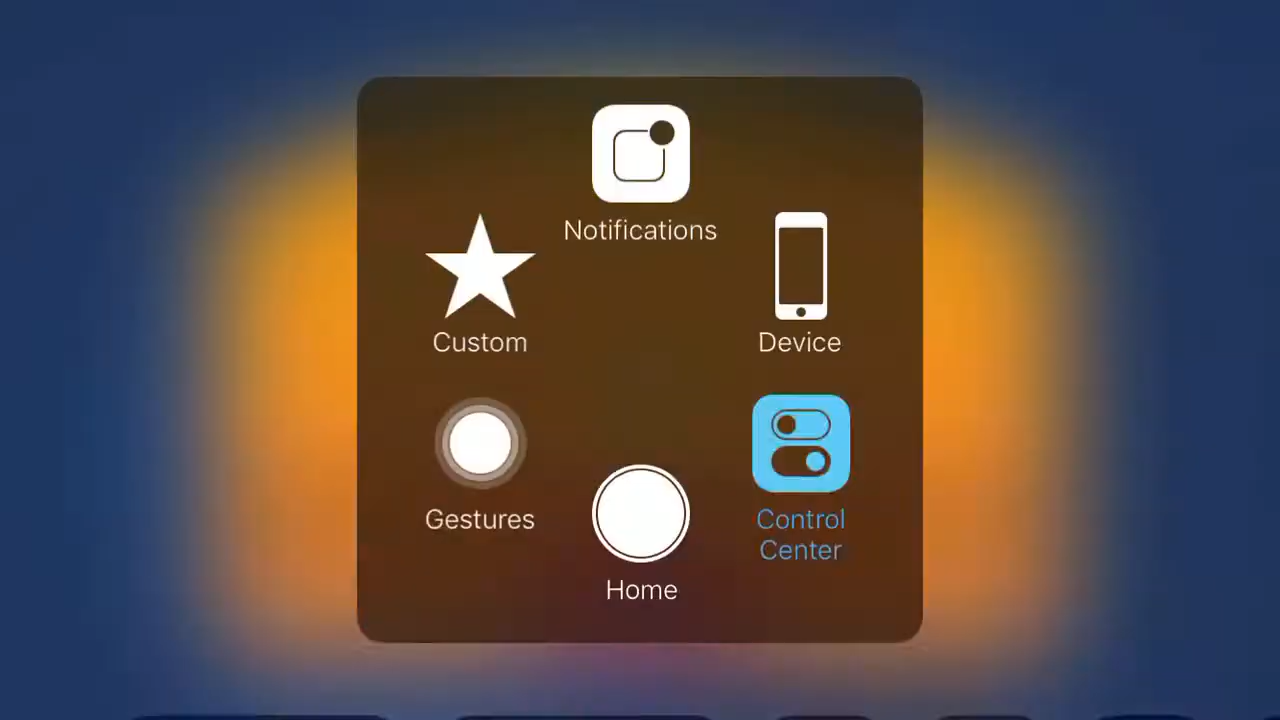 Notifications
Custom
Device
Gestures
Control
Center
Home